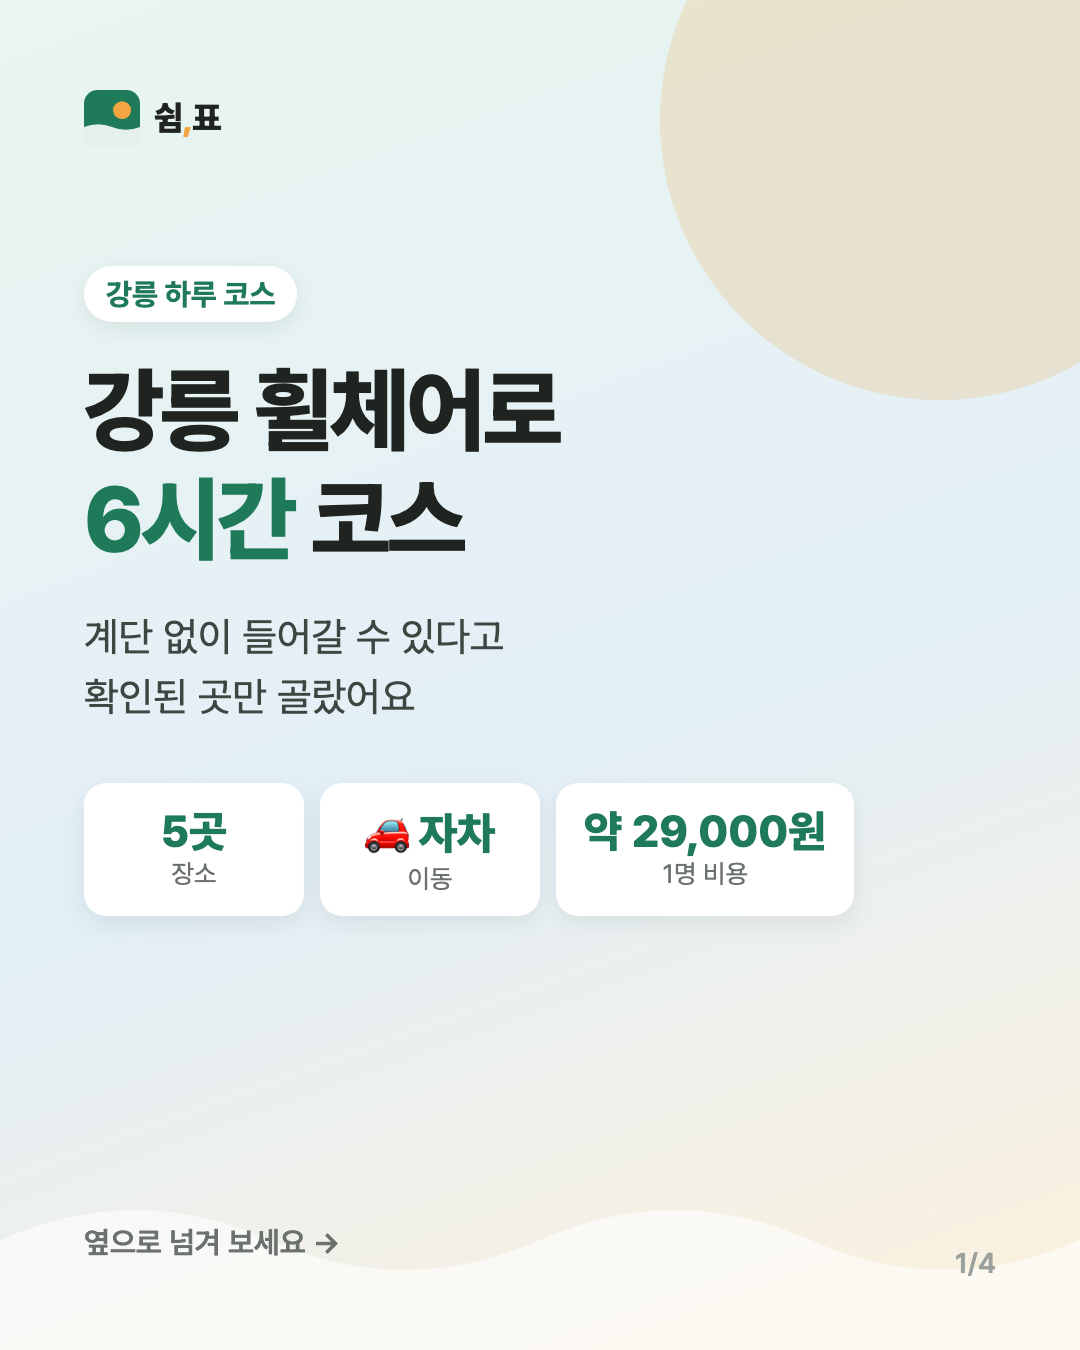 쉼,표
강릉 하루 코스
강릉 휠체어로
6시간 코스
계단 없이 들어갈 수 있다고
확인된 곳만 골랐어요
5곳
장소
🚗 자차
이동
약 29,000원
1명 비용
옆으로 넘겨 보세요 →
1/4